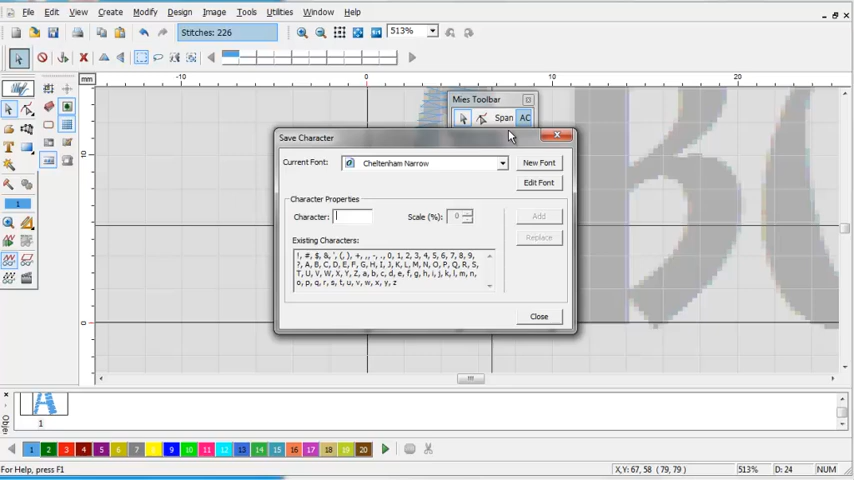 File Edit View Create Modify Design Image Tools Utilities Window Help
Stitches: 226
513%
mm -10 0 10 20
Mies Toolbar
Span AC
Save Character
Current Font: Cheltenham Narrow New Font
Edit Font
Character Properties
Character: Scale (%): 0 Add
Existing Characters: Replace
!, #, $, &, `, (, ), +, ,, -, ., 0, 1, 2, 3, 4, 5, 6, 7, 8, 9,
?, A, B, C, D, E, F, G, H, I, J, K, L, M, N, O, P, Q, R, S,
T, U, V, W, X, Y, Z, a, b, c, d, e, f, g, h, i, j, k, l, m, n,
o, p, q, r, s, t, u, v, w, x, y, z
Close
10
0
1
A
1
Obje
1 2 3 4 5 6 7 8 9 10 11 12 13 14 15 16 17 18 19 20
For Help, press F1 X,Y: 67, 58 ( 79, 79 ) 513% D: 24 NUM